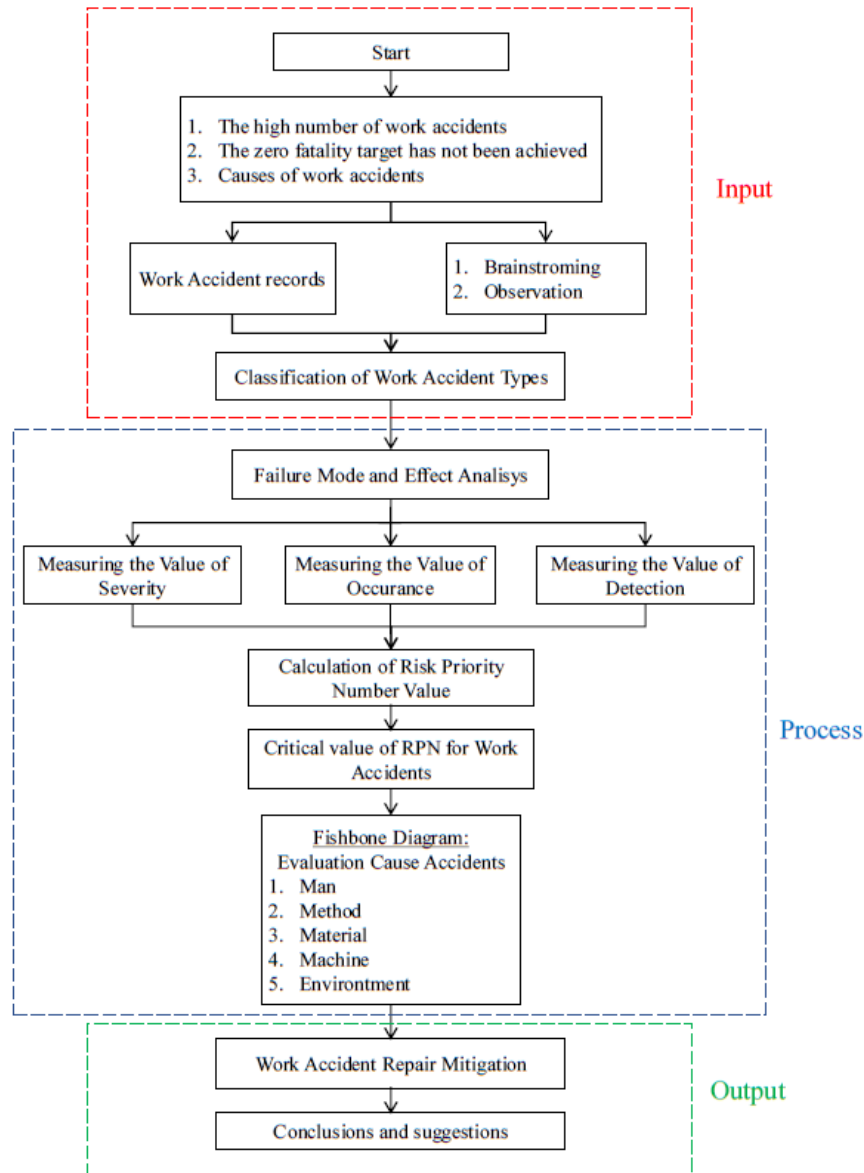 Start
1. The high number of work accidents
2. The zero fatality target has not been achieved
3. Causes of work accidents
Input
Work Accident records
1. Brainstroming
2. Observation
Classification of Work Accident Types
Failure Mode and Effect Analisys
Measuring the Value of
Severity
Measuring the Value of
Occurance
Measuring the Value of
Detection
Calculation of Risk Priority
Number Value
Process
Critical value of RPN for Work
Accidents
Fishbone Diagram:
Evaluation Cause Accidents
1. Man
2. Method
3. Material
4. Machine
5. Environtment
Work Accident Repair Mitigation
Output
Conclusions and suggestions